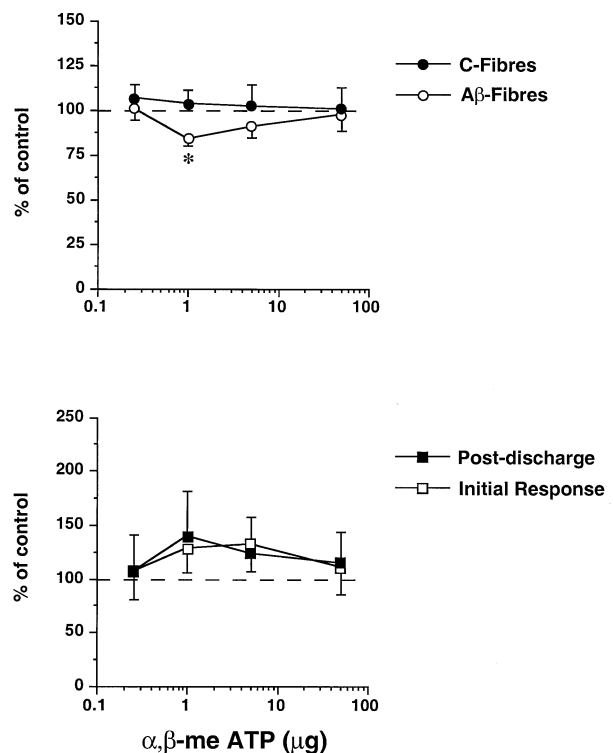 150
125
100
75
50
25
0
% of control
*
0.1 1 10 100
C-Fibres
Aβ-Fibres
250
200
150
100
50
0
% of control
0.1 1 10 100
Post-discharge
Initial Response
α,β-me ATP (μg)